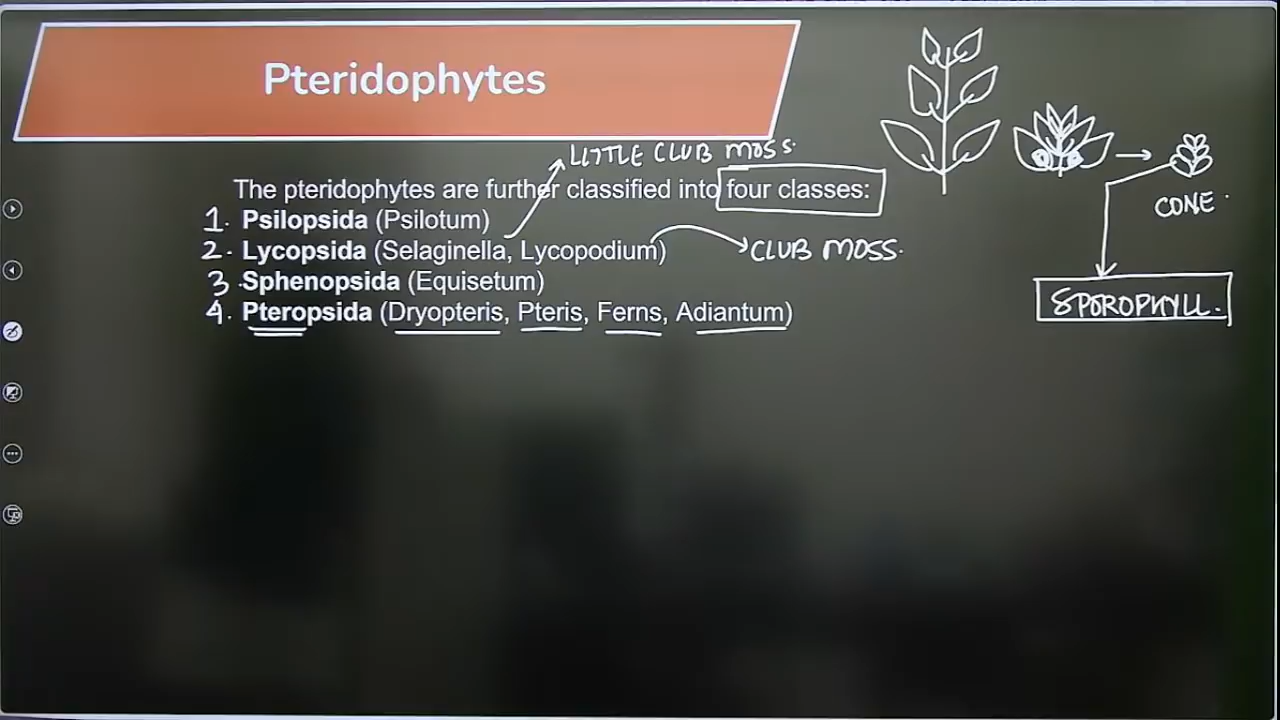 Pteridophytes
LITTLE CLUB MOSS.
The pteridophytes are further classified into four classes:
1. Psilopsida (Psilotum)
2. Lycopsida (Selaginella, Lycopodium)
CLUB MOSS.
3. Sphenopsida (Equisetum)
4. Pteropsida (Dryopteris, Pteris, Ferns, Adiantum)
CONE.
SPOROPHYLL.